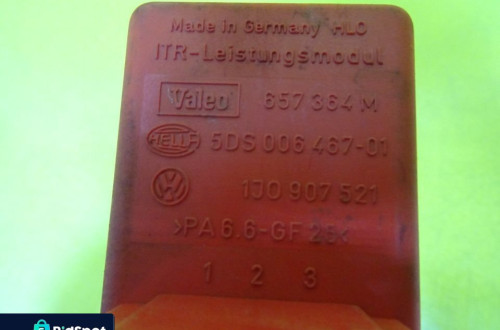 Made in Germany HLO
ITR-Leistungsmodul
Valeo 657 364 M
HELLA 5DS 006 467-01
VW 1J0 907 521
>PA 6.6-GF 25<
1 2 3
BidSpot